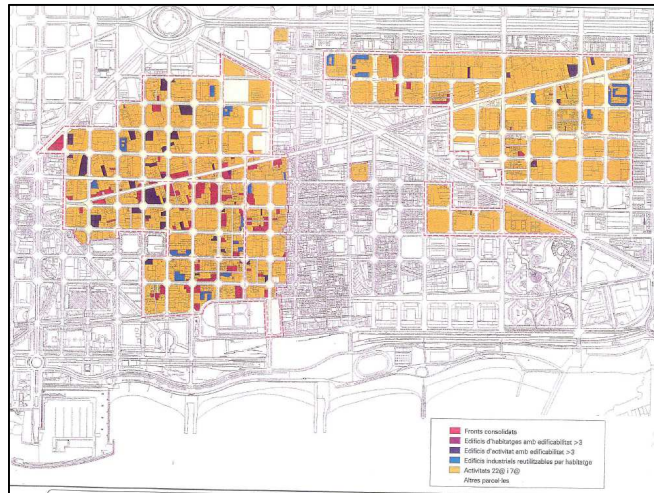 Fronts consolidats
Edificis d'habitatges amb edificabilitat >3
Edificis d'activitat amb edificabilitat >3
Edificis industrials reutilitzables per habitatge
Activitats 22@ i 7@
Altres parcel·les